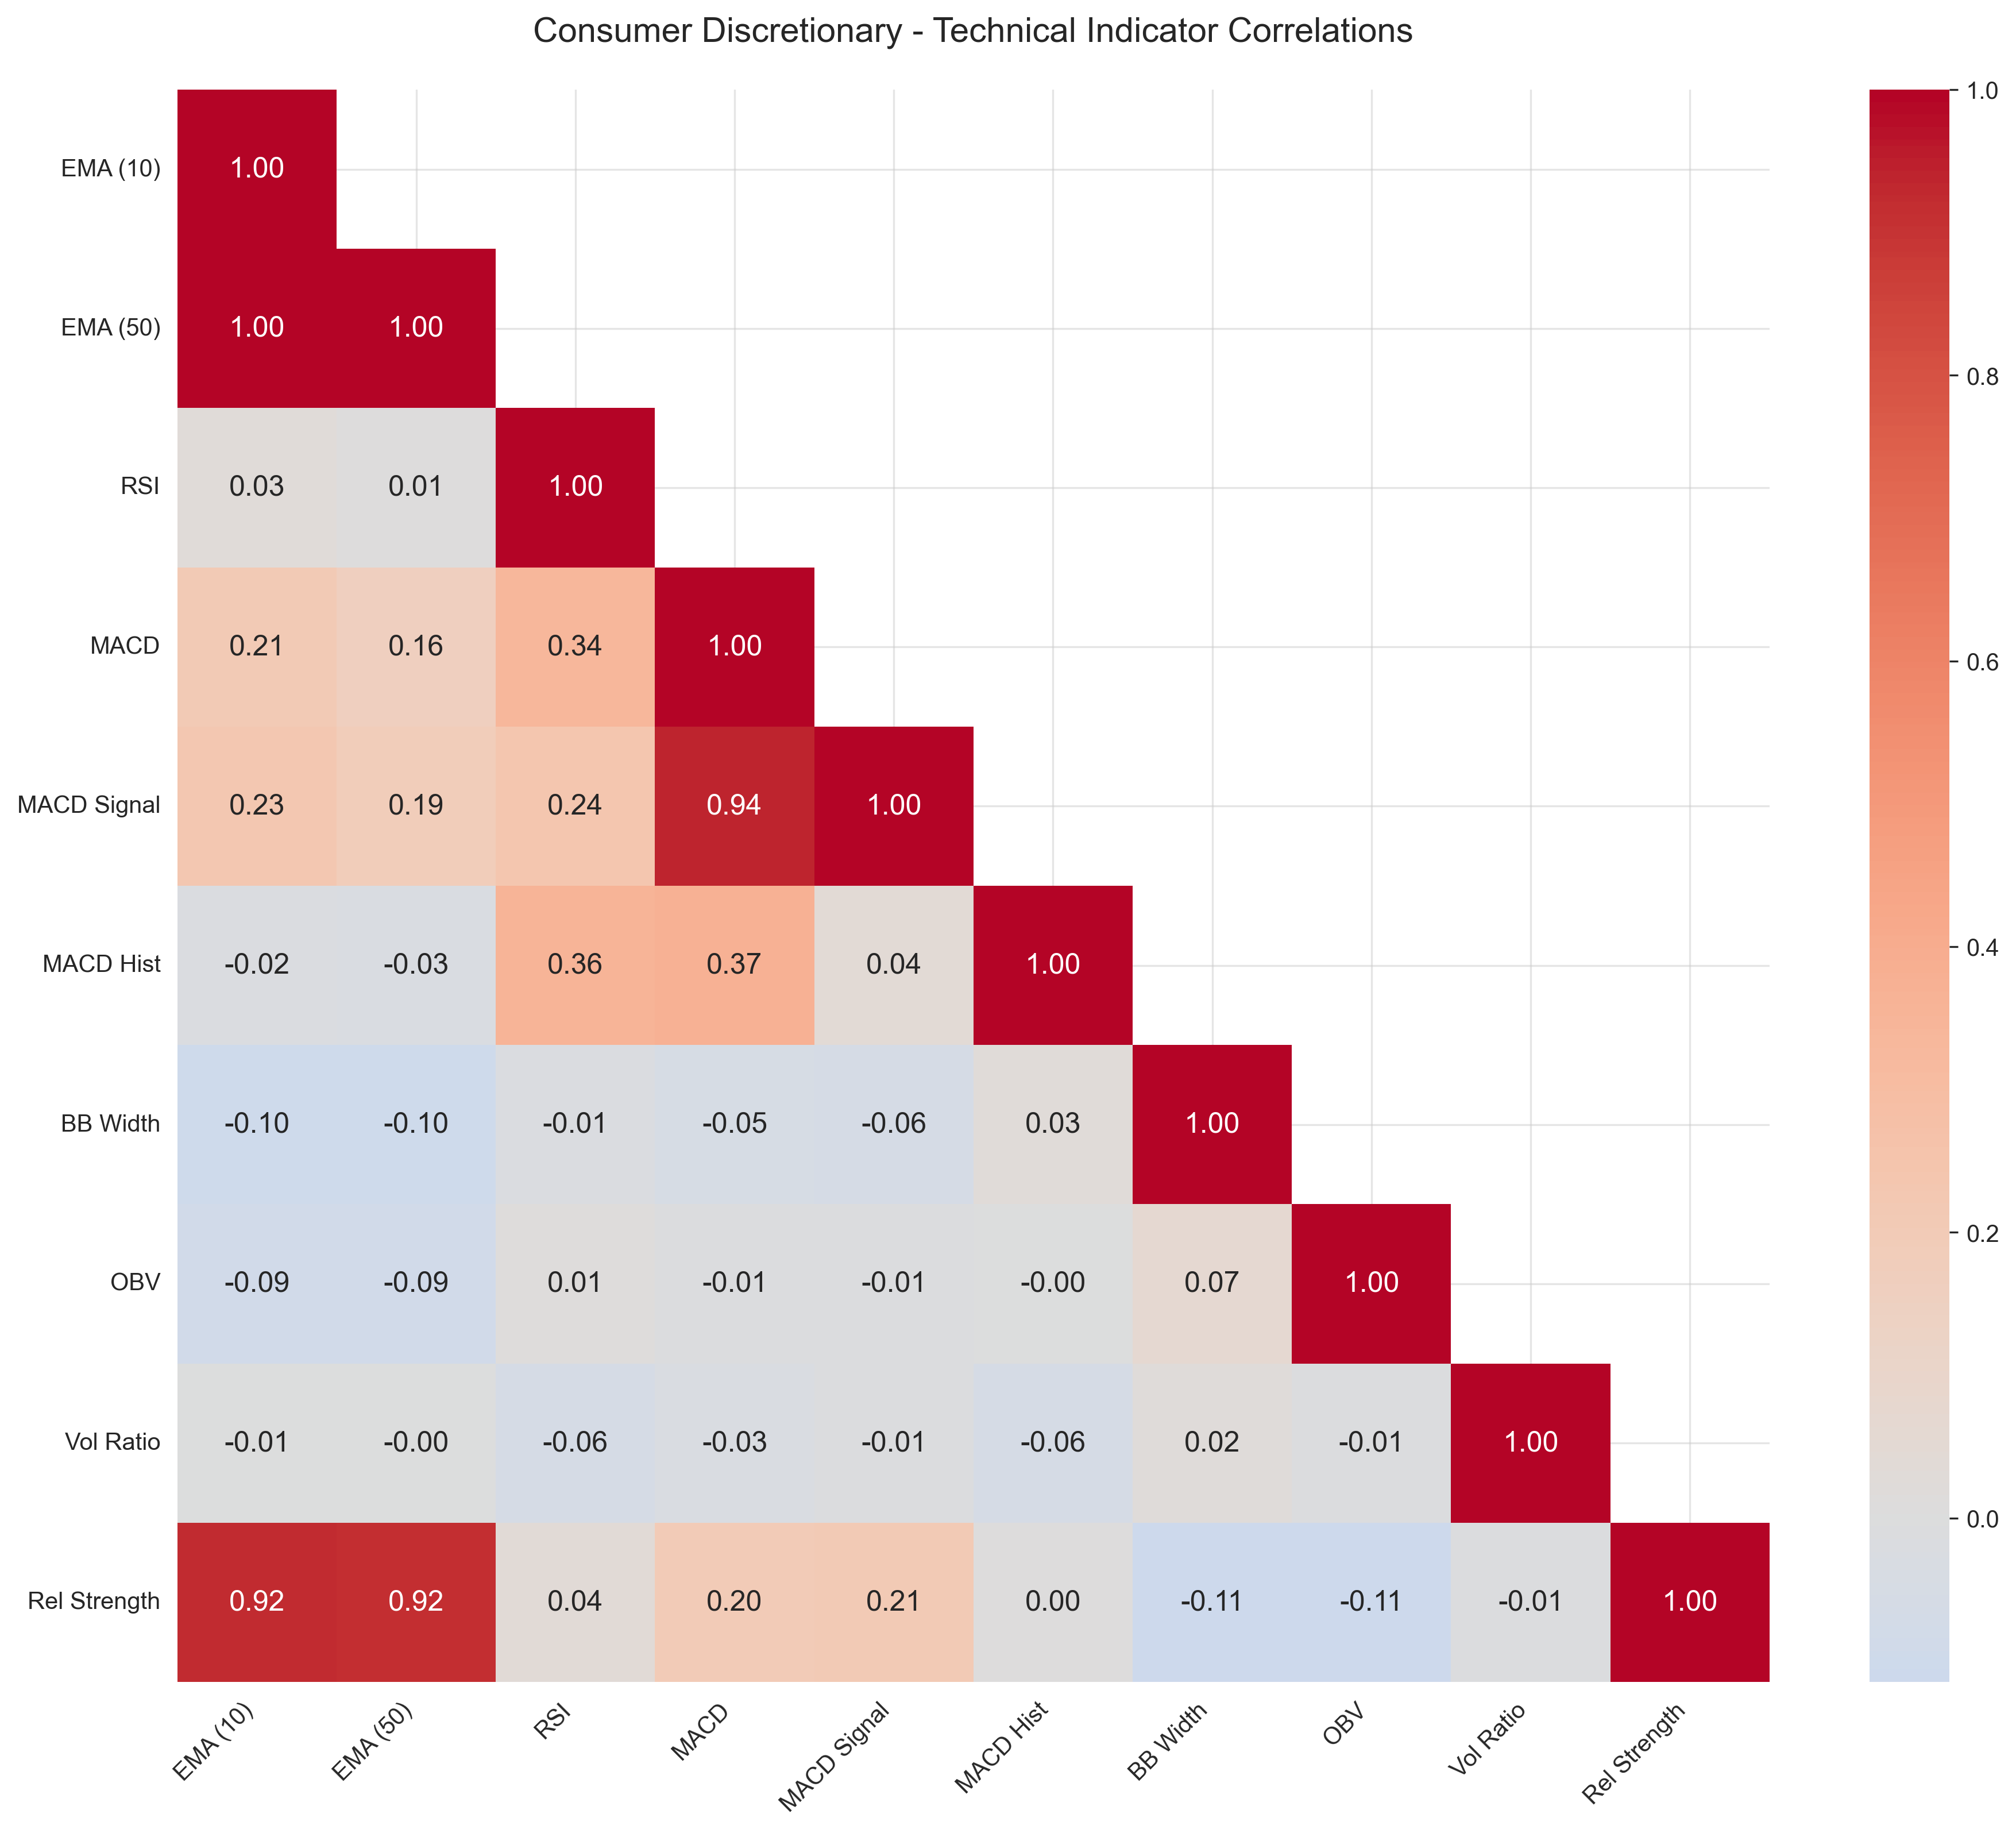 Consumer Discretionary - Technical Indicator Correlations
1.0
EMA (10) 1.00
EMA (50) 1.00 1.00
0.8
RSI 0.03 0.01 1.00
MACD 0.21 0.16 0.34 1.00
0.6
MACD Signal 0.23 0.19 0.24 0.94 1.00
0.4
MACD Hist -0.02 -0.03 0.36 0.37 0.04 1.00
BB Width -0.10 -0.10 -0.01 -0.05 -0.06 0.03 1.00
0.2
OBV -0.09 -0.09 0.01 -0.01 -0.01 -0.00 0.07 1.00
Vol Ratio -0.01 -0.00 -0.06 -0.03 -0.01 -0.06 0.02 -0.01 1.00
0.0
Rel Strength 0.92 0.92 0.04 0.20 0.21 0.00 -0.11 -0.11 -0.01 1.00
EMA (10) EMA (50) RSI MACD MACD Signal MACD Hist BB Width OBV Vol Ratio Rel Strength